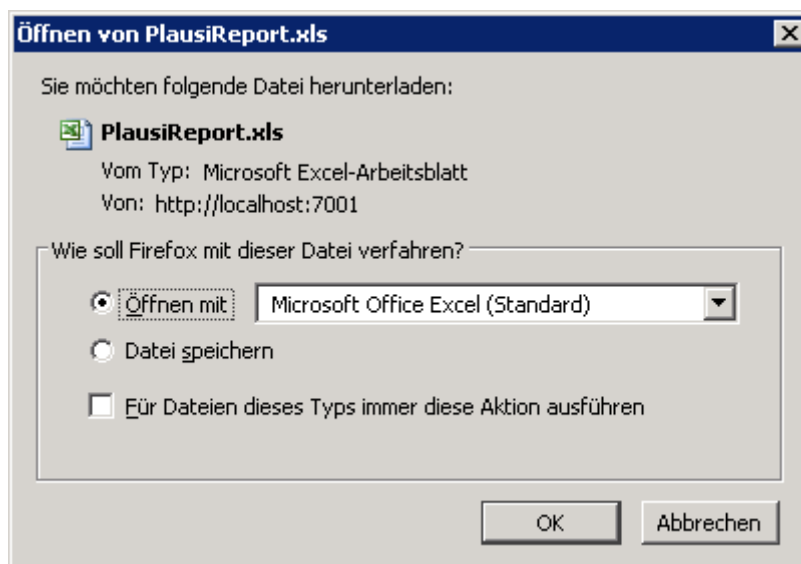 Öffnen von PlausiReport.xls
Sie möchten folgende Datei herunterladen:
PlausiReport.xls
Vom Typ: Microsoft Excel-Arbeitsblatt
Von: http://localhost:7001
Wie soll Firefox mit dieser Datei verfahren?
Öffnen mit Microsoft Office Excel (Standard)
Datei speichern
Für Dateien dieses Typs immer diese Aktion ausführen
OK Abbrechen